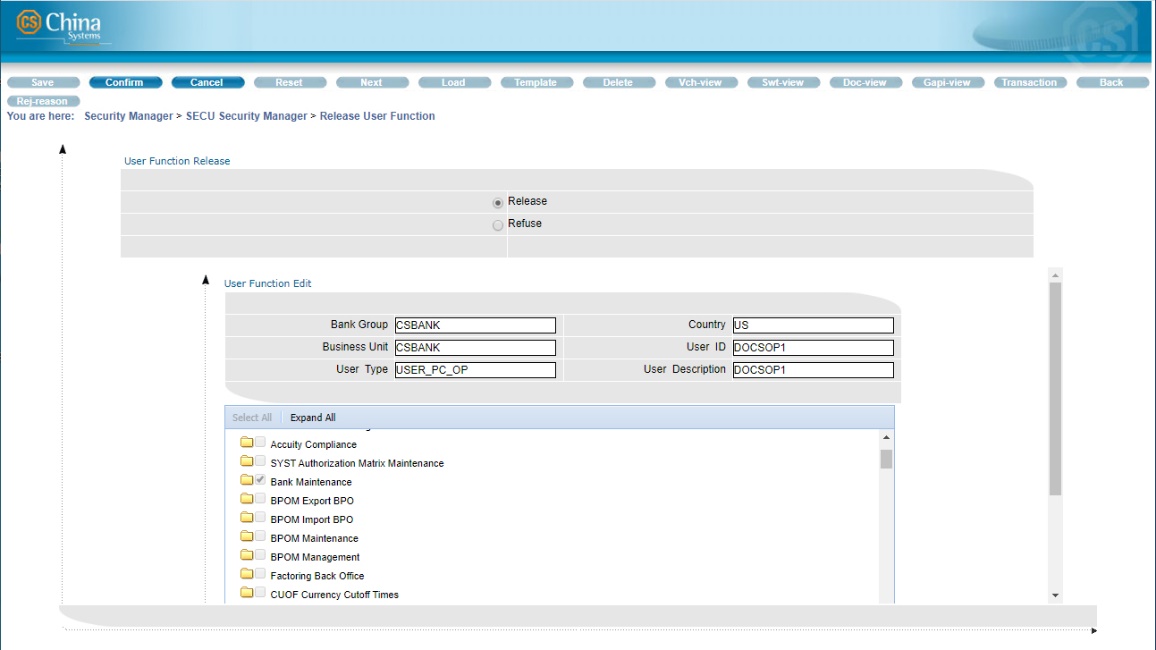 CS China
Systems
CS
Save Confirm Cancel Reset Next Load Template Delete Vch-view Swt-view Doc-view Gapi-view Transaction Back
Rej-reason
You are here: Security Manager > SECU Security Manager > Release User Function
User Function Release
Release
Refuse
User Function Edit
Bank Group CSBANK Country US
Business Unit CSBANK User ID DOCSOP1
User Type USER_PC_OP User Description DOCSOP1
Select All Expand All
Accuity Compliance
SYST Authorization Matrix Maintenance
Bank Maintenance
BPOM Export BPO
BPOM Import BPO
BPOM Maintenance
BPOM Management
Factoring Back Office
CUOF Currency Cutoff Times